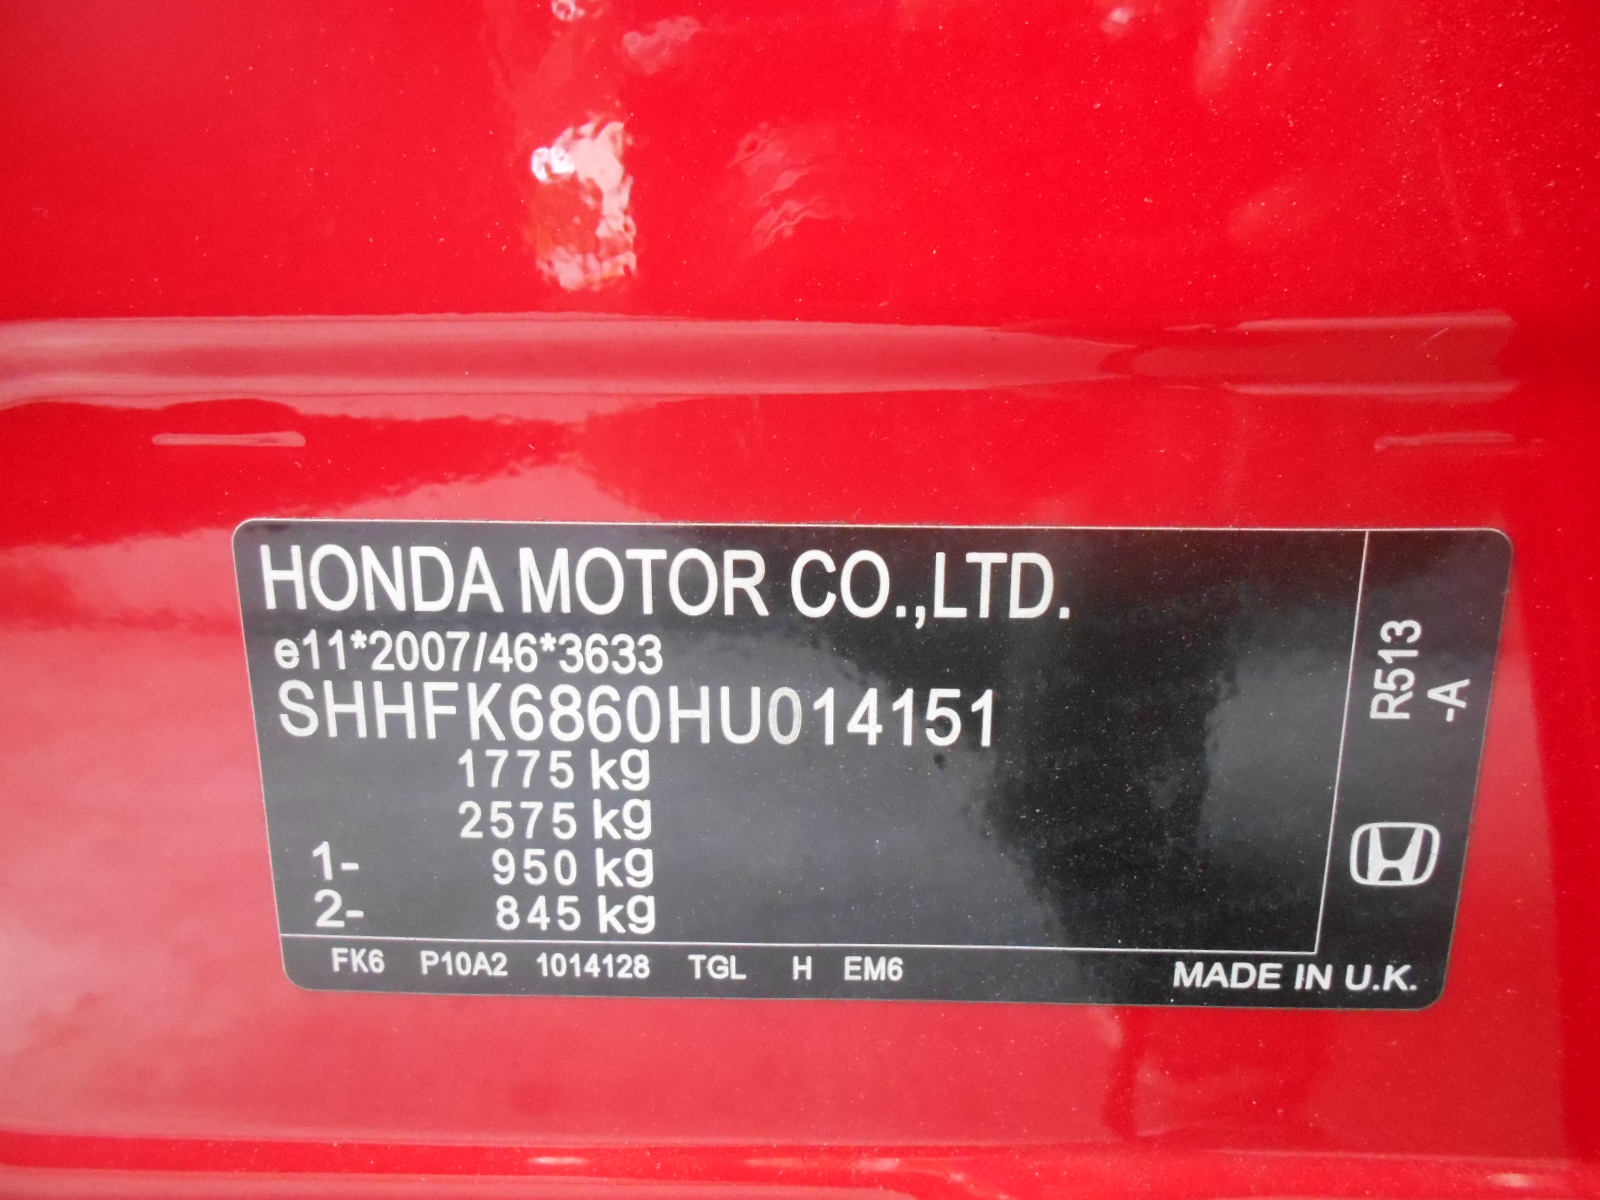 HONDA MOTOR CO.,LTD.
e11*2007/46*3633
SHHFK6860HU014151
1775 kg
2575 kg
1- 950 kg
2- 845 kg
FK6 P10A2 1014128 TGL H EM6
MADE IN U.K.
R513
-A